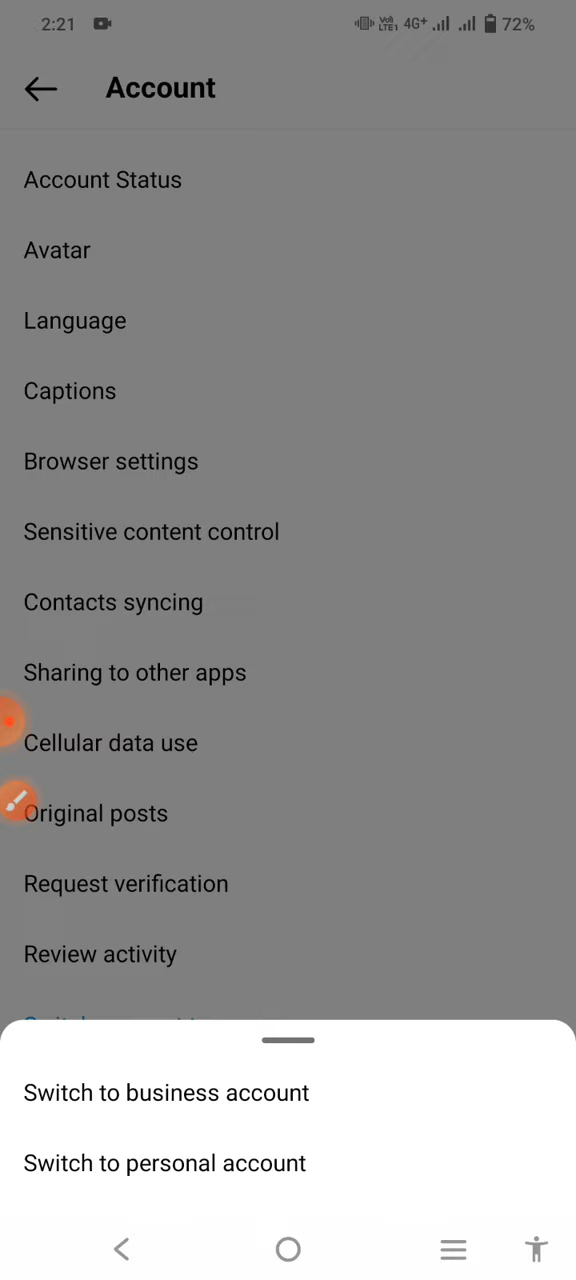 2:21 4G+ 72%
Account
Account Status
Avatar
Language
Captions
Browser settings
Sensitive content control
Contacts syncing
Sharing to other apps
Cellular data use
Original posts
Request verification
Review activity
Switch to business account
Switch to personal account